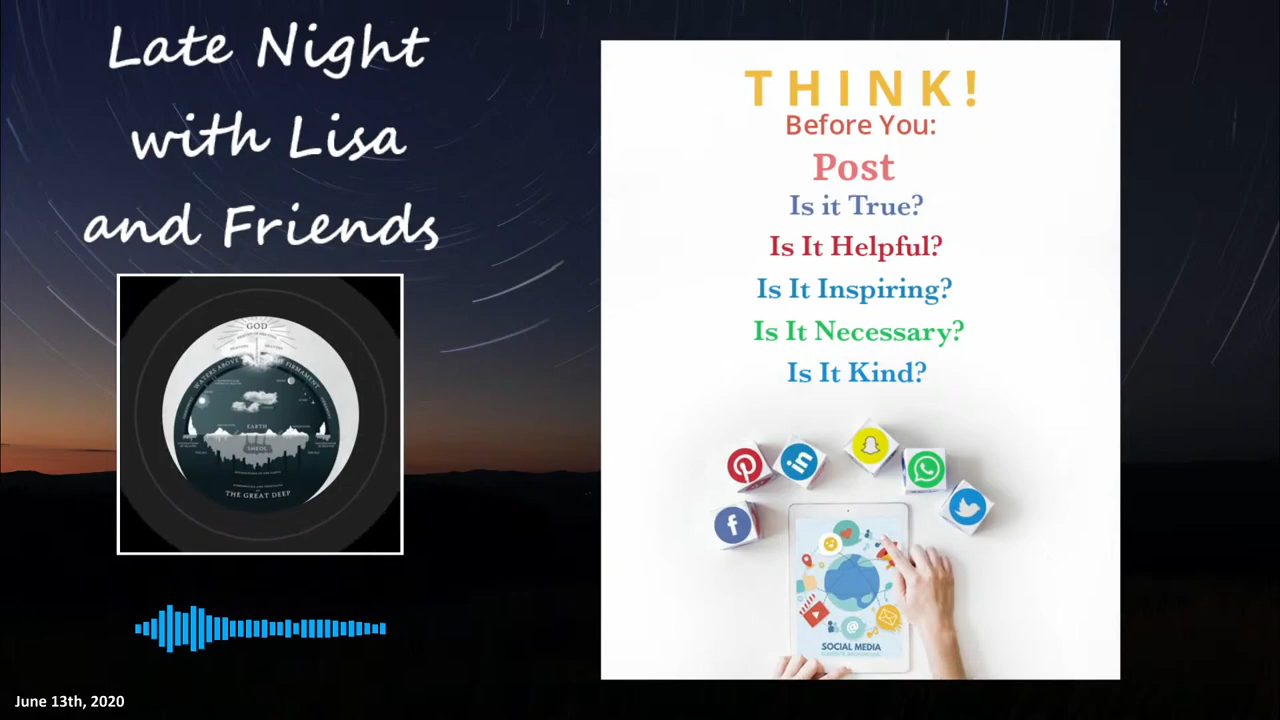 Late Night
with Lisa
and Friends
GOD
WATERS ABOVE
FIRMAMENT
EARTH
SHEOL
THE GREAT DEEP
June 13th, 2020
THINK!
Before You:
Post
Is it True?
Is It Helpful?
Is It Inspiring?
Is It Necessary?
Is It Kind?
SOCIAL MEDIA